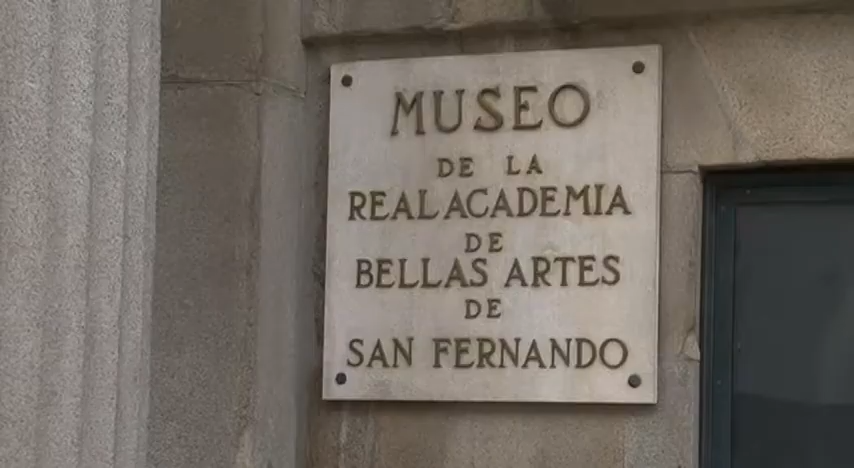 MUSEO
DE LA
REAL ACADEMIA
DE
BELLAS ARTES
DE
SAN FERNANDO